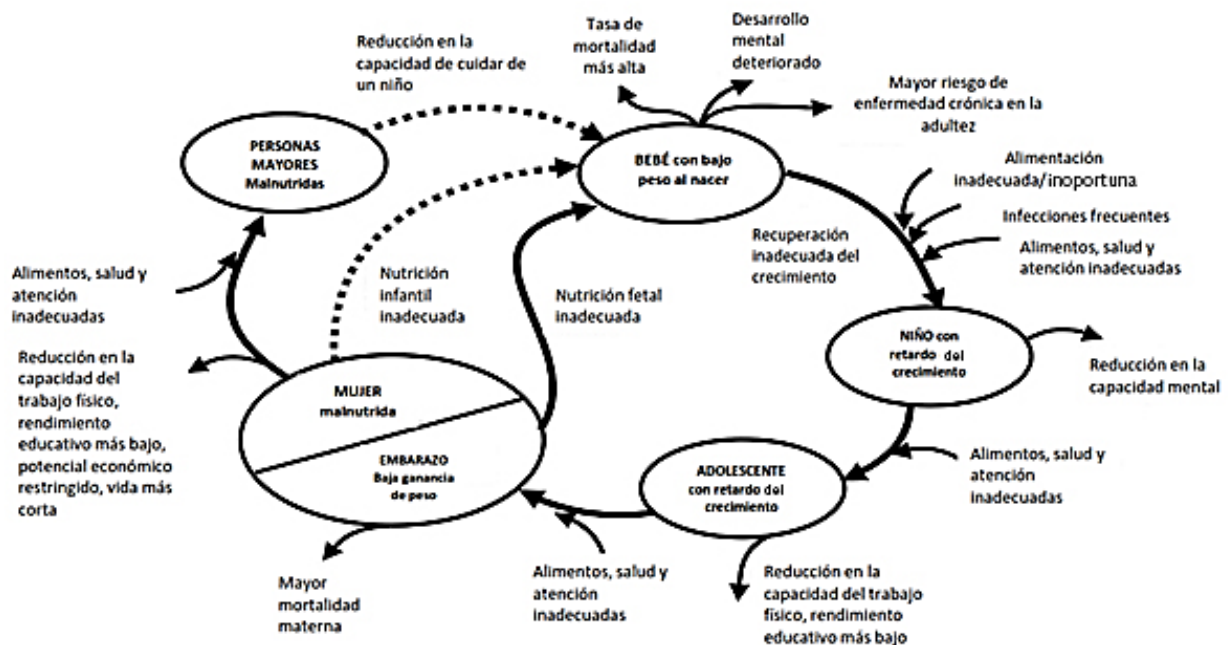 Reducción en la
capacidad de cuidar de
un niño
Tasa de
mortalidad
más alta
Desarrollo
mental
deteriorado
Mayor riesgo de
enfermedad crónica en la
adultez
PERSONAS
MAYORES
Malnutridas
BEBÉ con bajo
peso al nacer
Alimentación
inadecuada/inoportuna
Infecciones frecuentes
Alimentos, salud y
atención inadecuadas
Recuperación
inadecuada del
crecimiento
Alimentos, salud y
atención
inadecuadas
Nutrición
infantil
inadecuada
Nutrición fetal
inadecuada
NIÑO con
retardo del
crecimiento
Reducción en la
capacidad mental
Reducción en la
capacidad del
trabajo físico,
rendimiento
educativo más bajo,
potencial económico
restringido, vida más
corta
MUJER
malnutrida
EMBARAZO
Baja ganancia
de peso
ADOLESCENTE
con retardo del
crecimiento
Alimentos, salud y
atención
inadecuadas
Mayor
mortalidad
materna
Alimentos, salud y
atención
inadecuadas
Reducción en la
capacidad del trabajo
físico, rendimiento
educativo más bajo